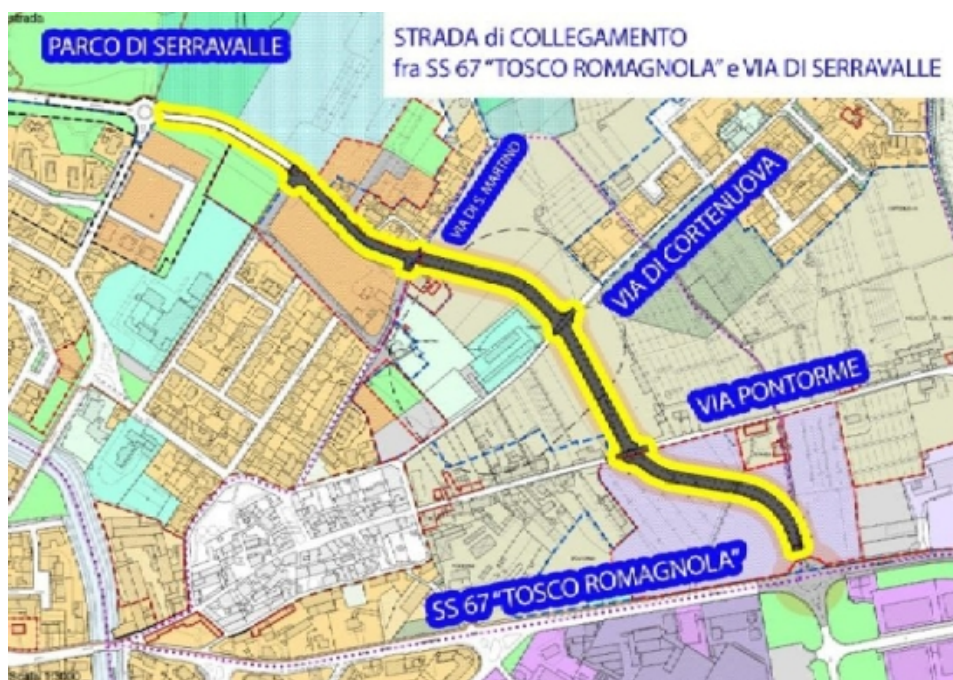 strada
PARCO DI SERRAVALLE
STRADA di COLLEGAMENTO
fra SS 67 "TOSCO ROMAGNOLA" e VIA DI SERRAVALLE
VIA DI S. MARTINO
VIA DI CORTENUOVA
VIA PONTORME
SS 67 "TOSCO ROMAGNOLA"